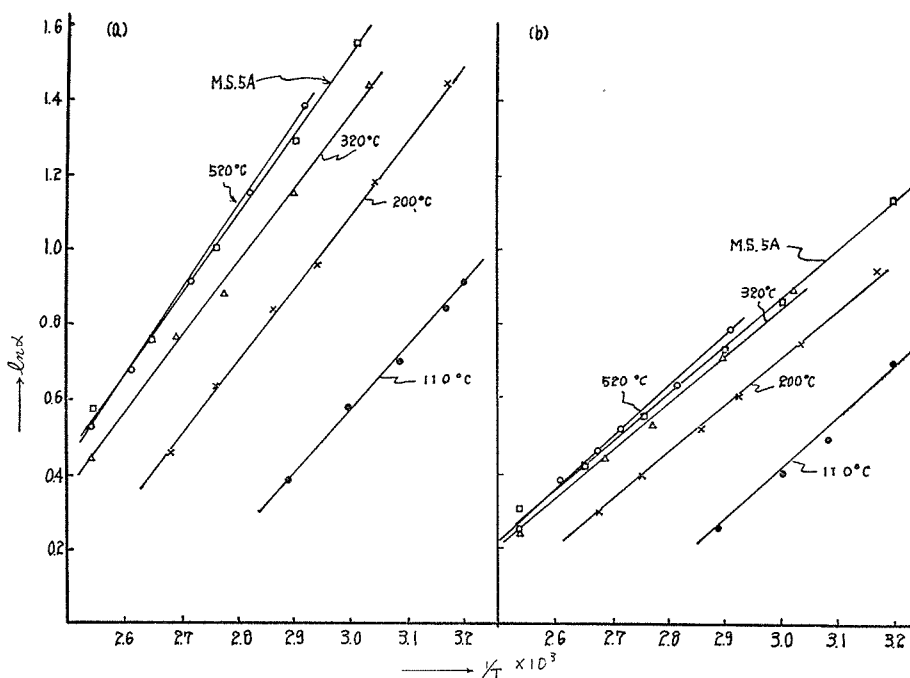 (a)
(b)
1.6
1.4
1.2
1.0
0.8
0.6
0.4
0.2
M.S.5A
520°C
320°C
200°C
110°C
M.S.5A
320°C
520°C
200°C
110°C
2.6
2.7
2.8
2.9
3.0
3.1
3.2
2.6
2.7
2.8
2.9
3.0
3.1
3.2
→ lnα
→ 1/T × 10³